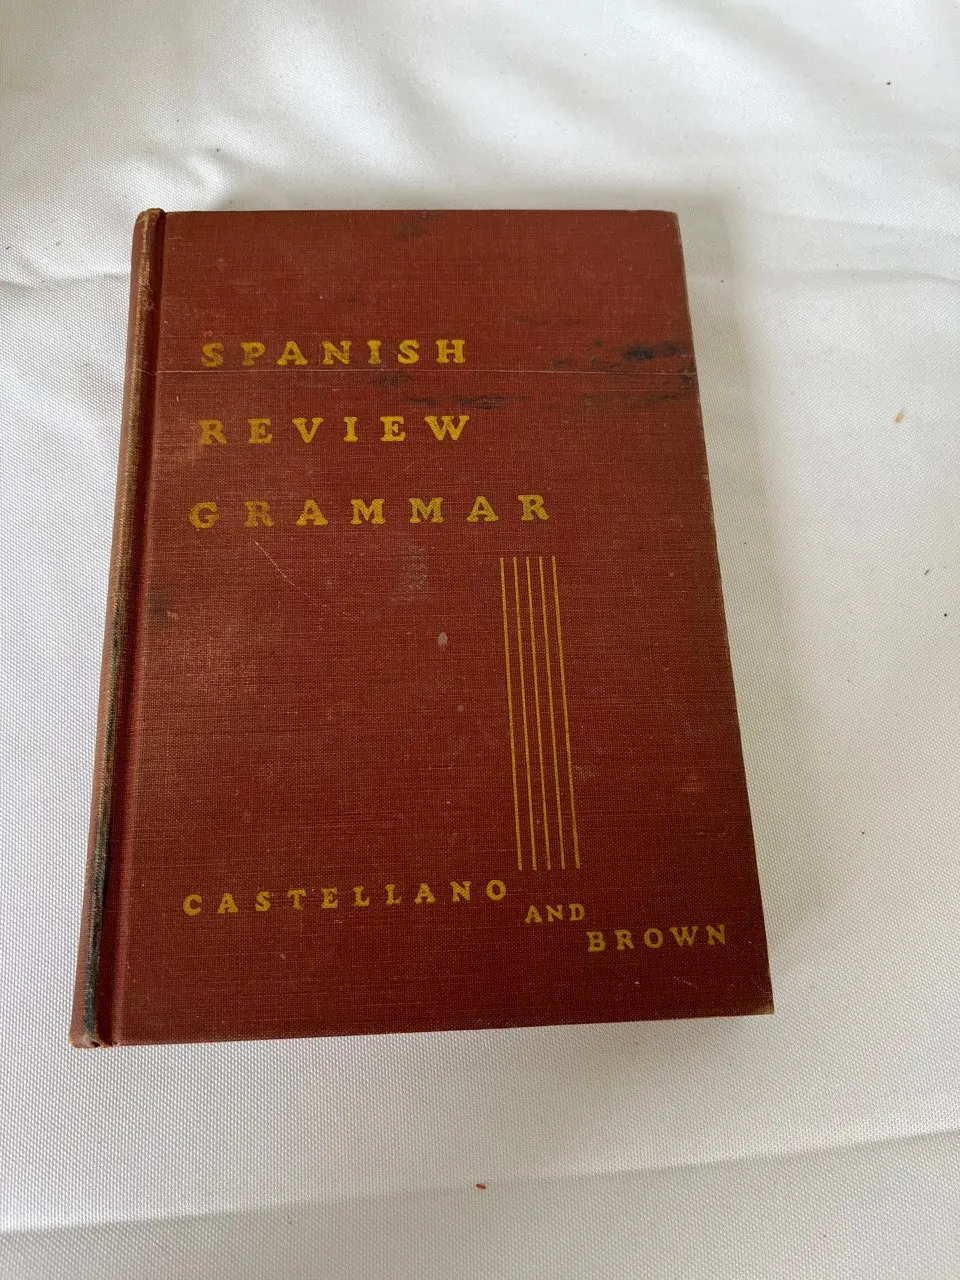 SPANISH
REVIEW
GRAMMAR
CASTELLANO
AND
BROWN